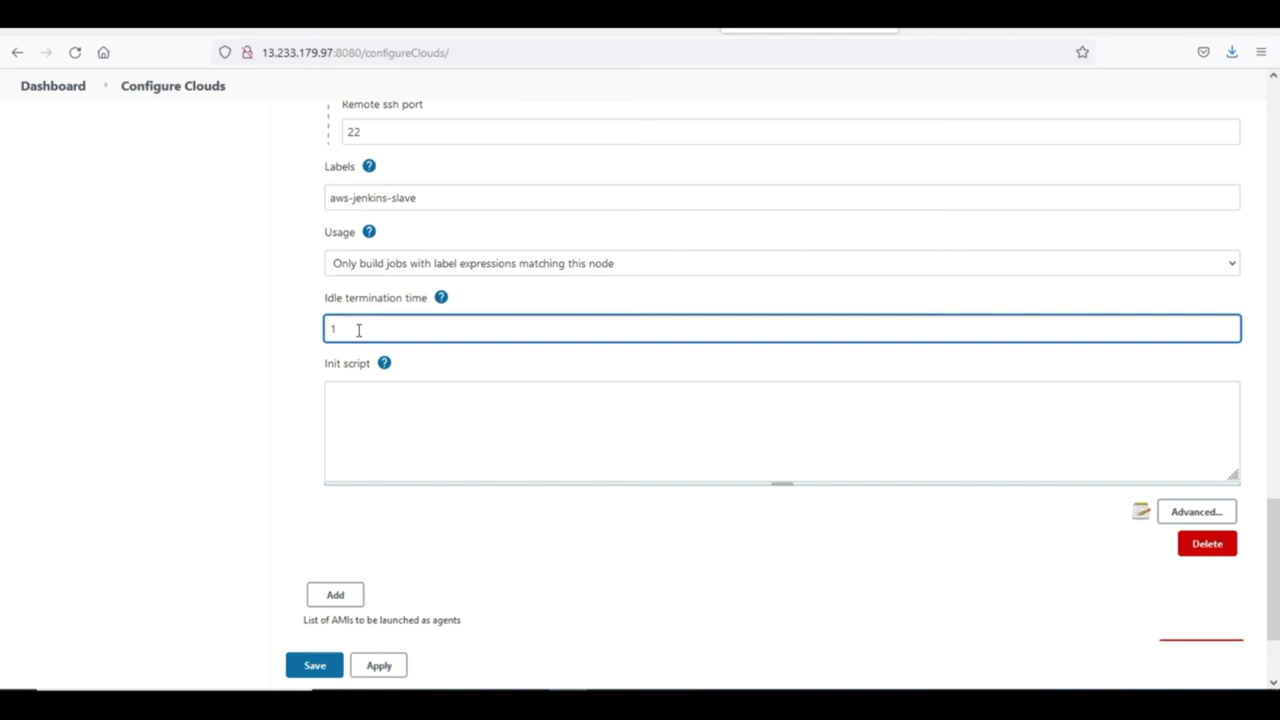 13.233.179.97:8080/configureClouds/
Dashboard Configure Clouds
Remote ssh port
22
Labels ?
aws-jenkins-slave
Usage ?
Only build jobs with label expressions matching this node
Idle termination time ?
1
Init script ?
Advanced...
Delete
Add
List of AMIs to be launched as agents
Save Apply